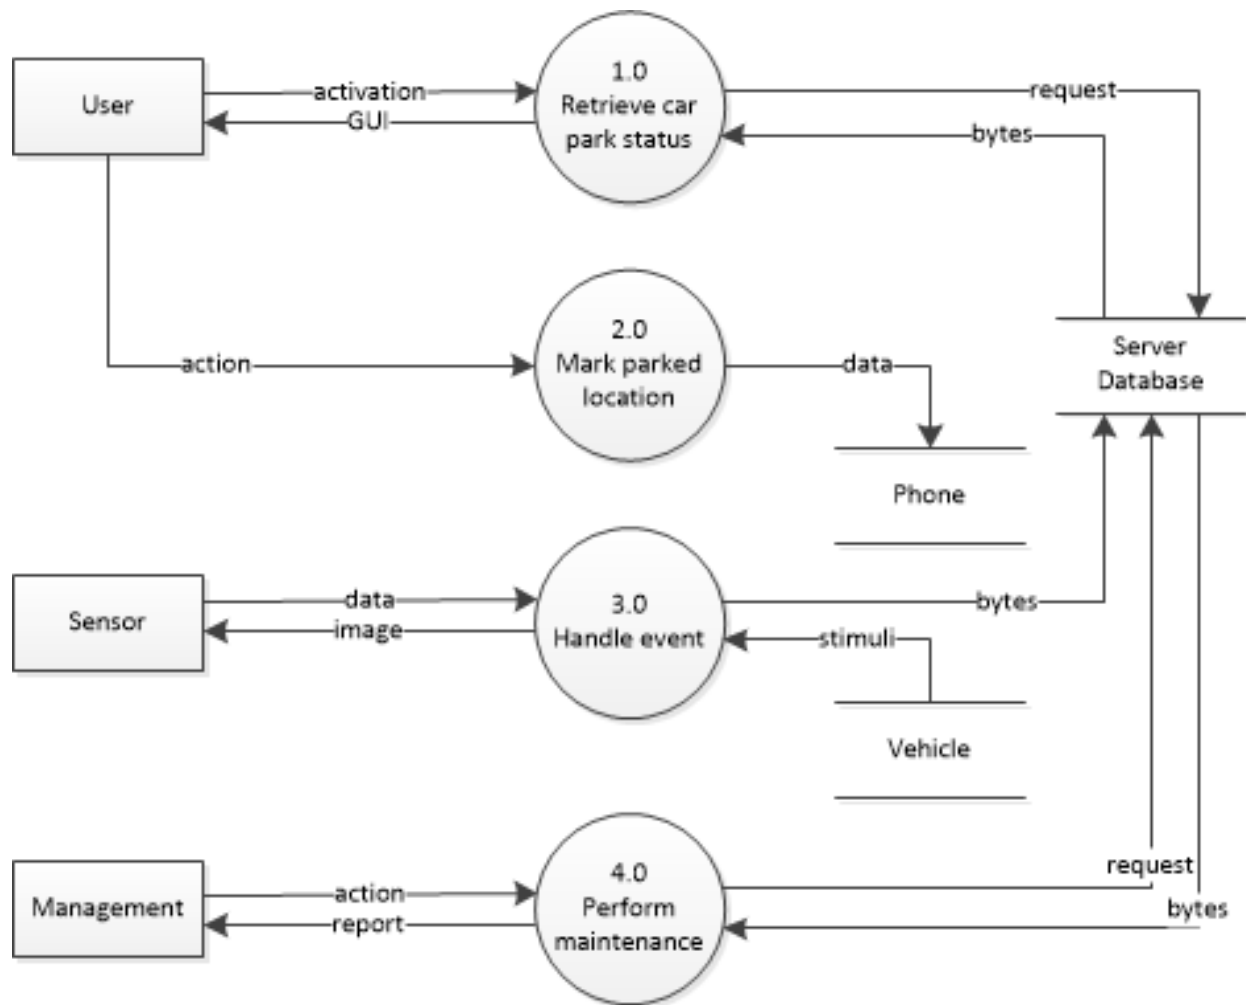 User
activation
GUI
1.0
Retrieve car
park status
request
bytes
action
2.0
Mark parked
location
data
Server
Database
Phone
Sensor
data
image
3.0
Handle event
bytes
stimuli
Vehicle
Management
action
report
4.0
Perform
maintenance
request
bytes